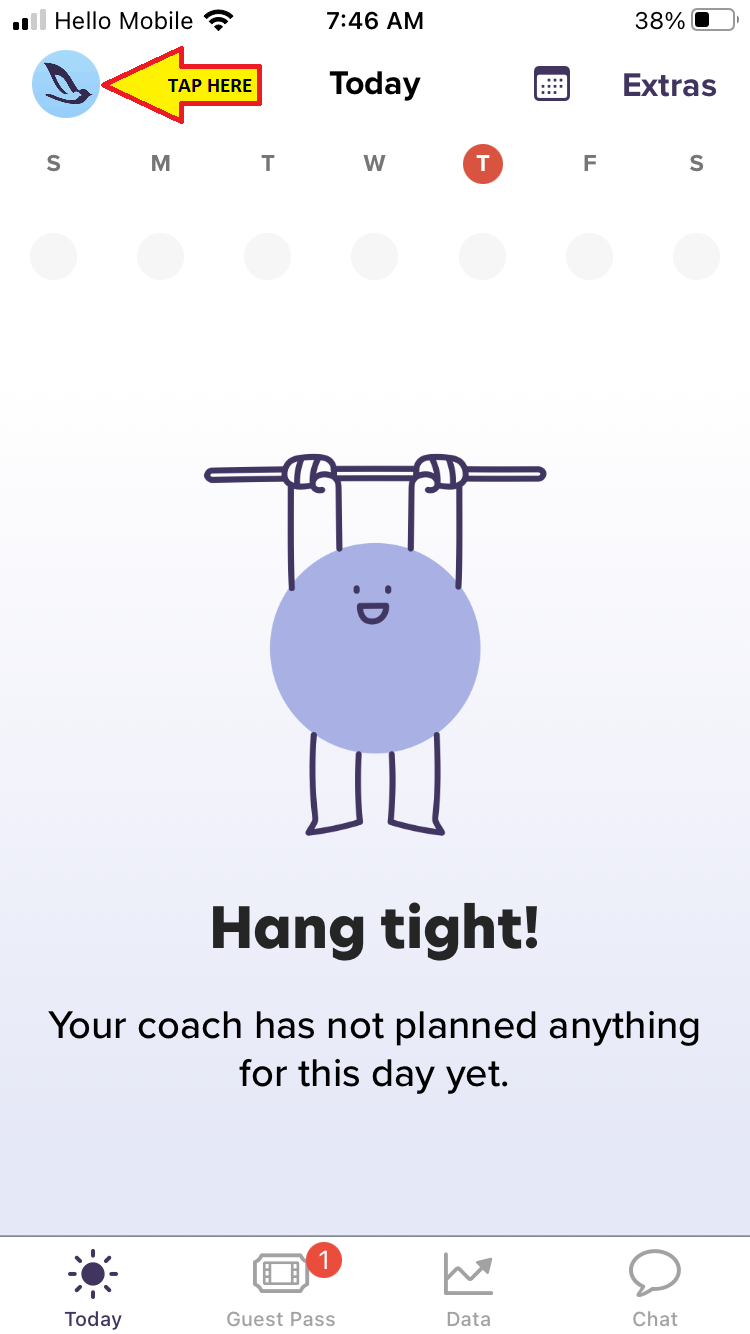 Hello Mobile 7:46 AM 38%
TAP HERE Today Extras
S M T W T F S
Hang tight!
Your coach has not planned anything
for this day yet.
1
Today Guest Pass Data Chat